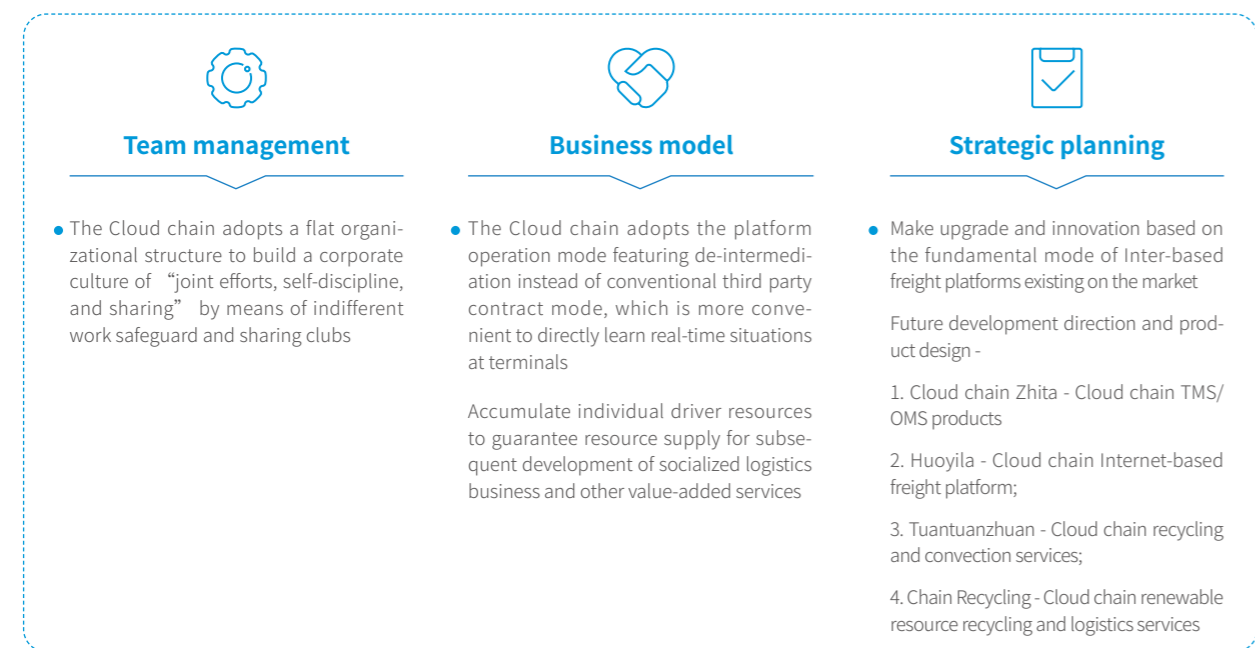 Team management
The Cloud chain adopts a flat organi-
zational structure to build a corporate
culture of “joint efforts, self-discipline,
and sharing” by means of indifferent
work safeguard and sharing clubs
Business model
The Cloud chain adopts the platform
operation mode featuring de-intermedi-
ation instead of conventional third party
contract mode, which is more conve-
nient to directly learn real-time situations
at terminals
Accumulate individual driver resources
to guarantee resource supply for subse-
quent development of socialized logistics
business and other value-added services
Strategic planning
Make upgrade and innovation based on
the fundamental mode of Inter-based
freight platforms existing on the market
Future development direction and prod-
uct design -
1. Cloud chain Zhita - Cloud chain TMS/
OMS products
2. Huoyila - Cloud chain Internet-based
freight platform;
3. Tuantuanzhuan - Cloud chain recycling
and convection services;
4. Chain Recycling - Cloud chain renewable
resource recycling and logistics services